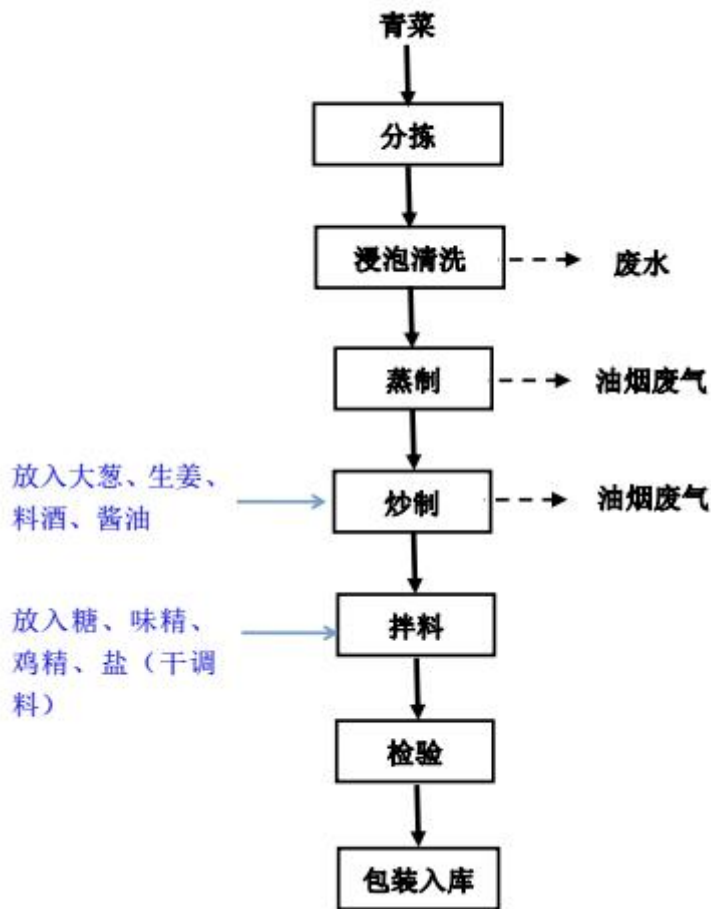 青菜
分拣
浸泡清洗
废水
蒸制
油烟废气
放入大葱、生姜、
料酒、酱油
炒制
油烟废气
放入糖、味精、
鸡精、盐（干调
料）
拌料
检验
包装入库